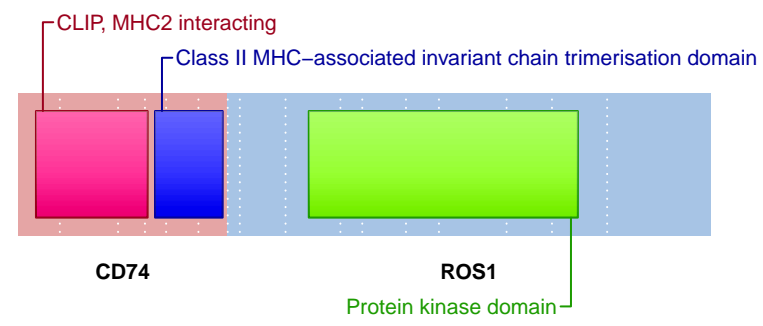 CLIP, MHC2 interacting
Class II MHC−associated invariant chain trimerisation domain
CD74
ROS1
Protein kinase domain